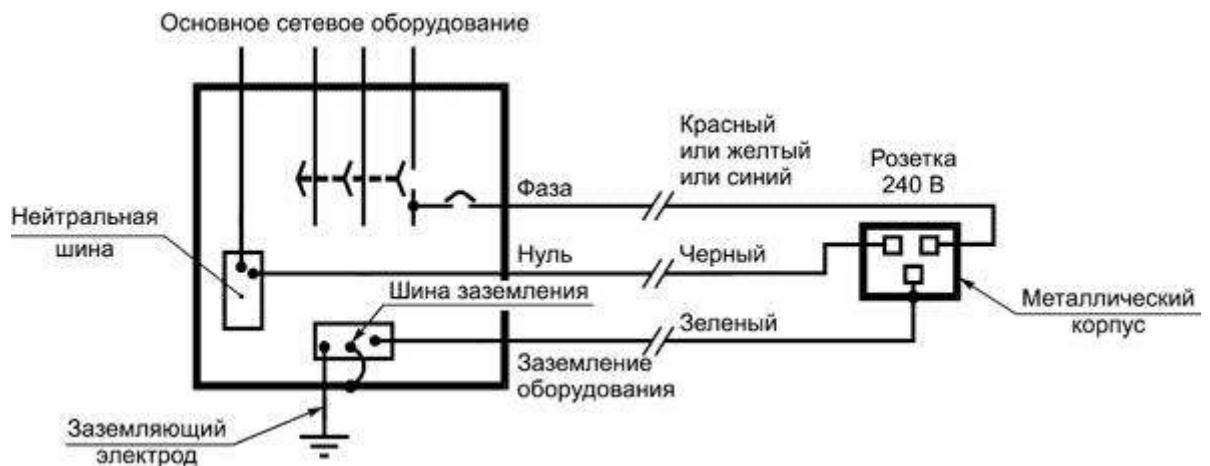 Основное сетевое оборудование
Красный
или желтый
или синий
Розетка
240 В
Фаза
Нейтральная
шина
Нуль
Черный
Шина заземления
Металлический
корпус
Зеленый
Заземление
оборудования
Заземляющий
электрод